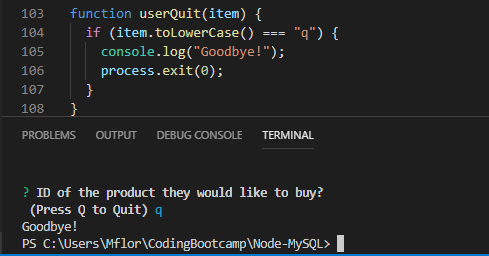 103 function userQuit(item) {
104 if (item.toLowerCase() === "q") {
105 console.log("Goodbye!");
106 process.exit(0);
107 }
108 }
PROBLEMS OUTPUT DEBUG CONSOLE TERMINAL
? ID of the product they would like to buy?
(Press Q to Quit) q
Goodbye!
PS C:\Users\Mflor\CodingBootcamp\Node-MySQL>